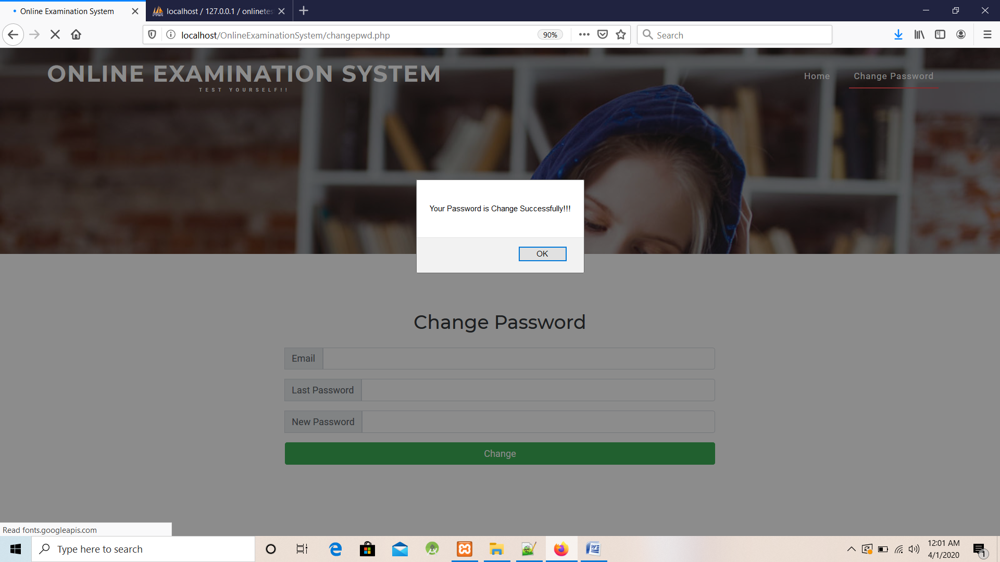 Online Examination System
localhost / 127.0.0.1 / onlinetes
localhost/OnlineExaminationSystem/changepwd.php
90%
Search
ONLINE EXAMINATION SYSTEM
TEST YOURSELF!!
Home
Change Password
Your Password is Change Successfully!!!
OK
Change Password
Email
Last Password
New Password
Change
Read fonts.googleapis.com
Type here to search
12:01 AM
4/1/2020
1